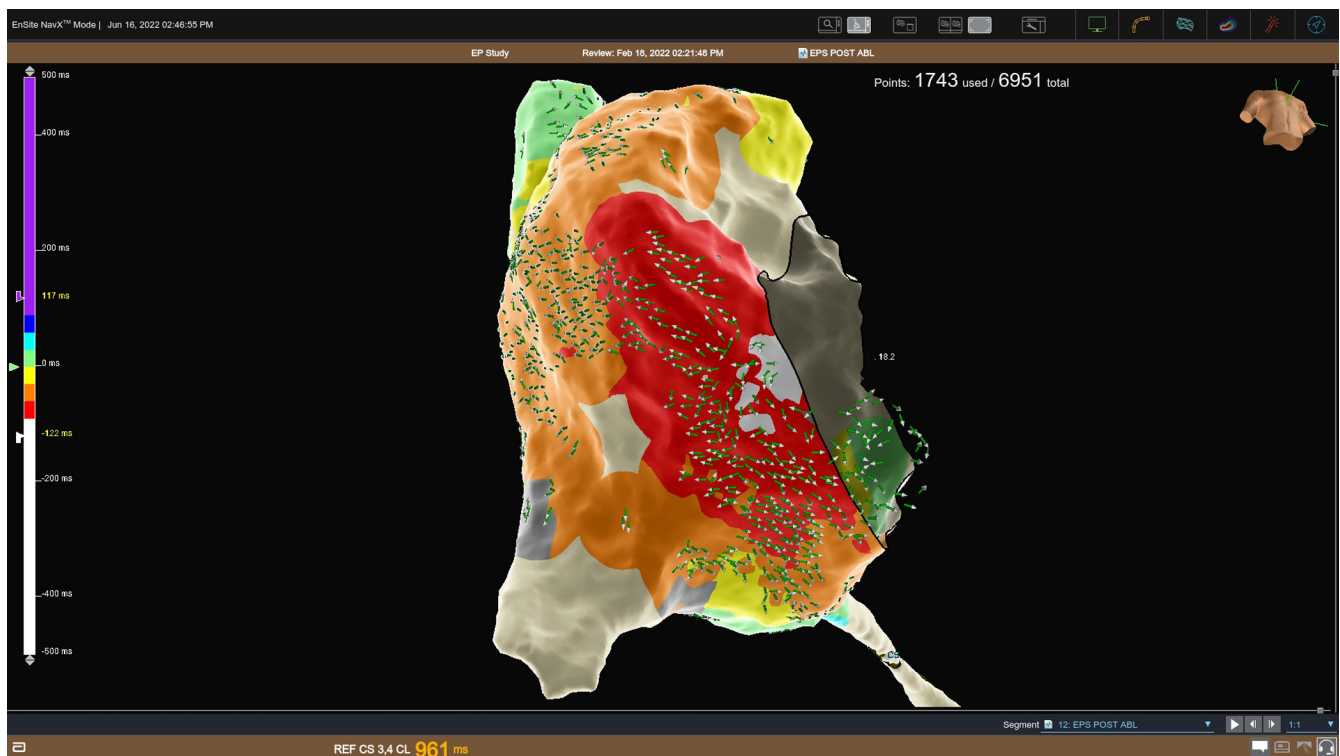 EnSite NavX™ Mode | Jun 16, 2022 02:46:55 PM
EP Study Review: Feb 18, 2022 02:21:48 PM EPS POST ABL
Points: 1743 used / 6951 total
500 ms
400 ms
200 ms
117 ms
0 ms
-122 ms
-200 ms
-400 ms
-500 ms
. 18.2
CS
Segment 12: EPS POST ABL 1:1
REF CS 3,4 CL 961 ms